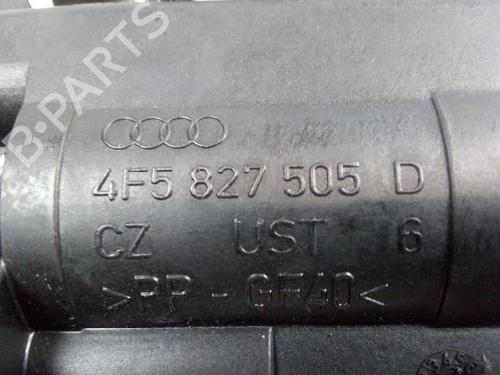 B-PARTS
4F5 827 505 D
CZ UST 6
>PP-GF40<